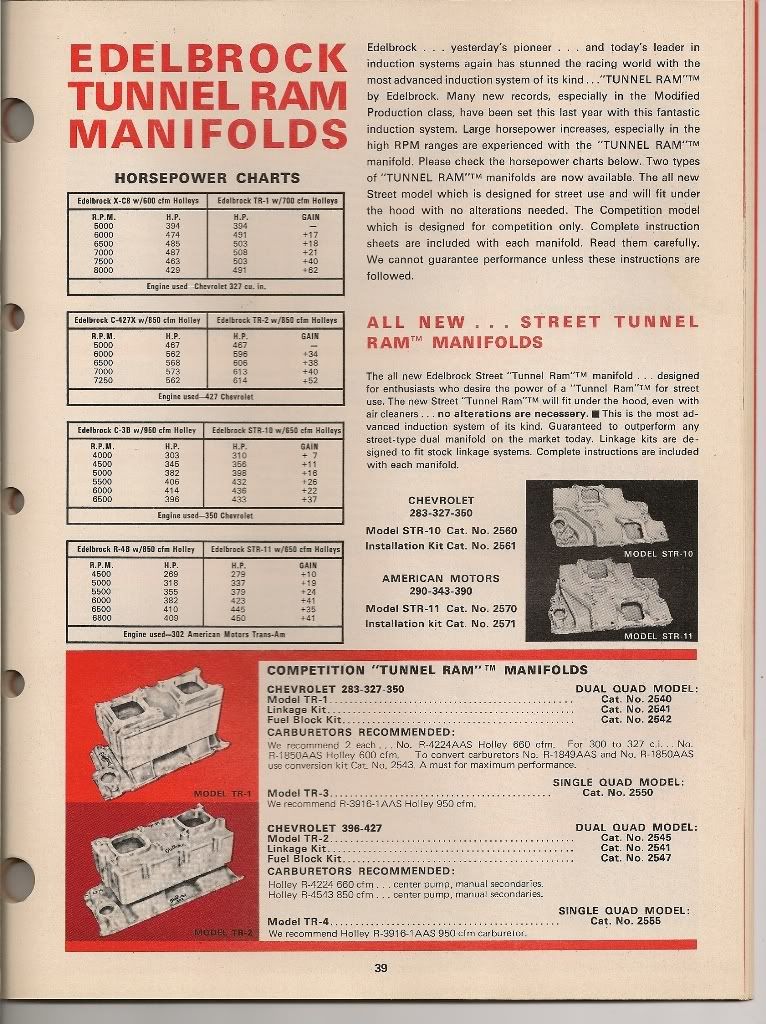 EDELBROCK
TUNNEL RAM
MANIFOLDS
HORSEPOWER CHARTS
Edelbrock X-C8 w/600 cfm Holleys Edelbrock TR-1 w/700 cfm Holleys
R.P.M. H.P. H.P. GAIN
5000 394 394 —
6000 474 491 +17
6500 485 503 +18
7000 487 508 +21
7500 463 503 +40
8000 429 491 +62
Engine used Chevrolet 327 cu. in.
Edelbrock C-427X w/850 cfm Holley Edelbrock TR-2 w/850 cfm Holleys
R.P.M. H.P. H.P. GAIN
5000 467 467 —
6000 562 596 +34
6500 568 606 +38
7000 573 613 +40
7250 562 614 +52
Engine used—427 Chevrolet
Edelbrock C-3B w/950 cfm Holley Edelbrock STR-10 w/650 cfm Holleys
R.P.M. H.P. H.P. GAIN
4000 303 310 + 7
4500 345 356 +11
5000 382 398 +16
5500 406 432 +26
6000 414 436 +22
6500 396 433 +37
Engine used—350 Chevrolet
Edelbrock R-4B w/850 cfm Holley Edelbrock STR-11 w/650 cfm Holleys
R.P.M. H.P. H.P. GAIN
4500 269 279 +10
5000 318 337 +19
5500 355 379 +24
6000 382 423 +41
6500 410 445 +35
6800 409 450 +41
Engine used—302 American Motors Trans-Am
Edelbrock . . . yesterday's pioneer . . . and today's leader in
induction systems again has stunned the racing world with the
most advanced induction system of its kind . . ."TUNNEL RAM"™
by Edelbrock. Many new records, especially in the Modified
Production class, have been set this last year with this fantastic
induction system. Large horsepower increases, especially in the
high RPM ranges are experienced with the "TUNNEL RAM"™
manifold. Please check the horsepower charts below. Two types
of "TUNNEL RAM"™ manifolds are now available. The all new
Street model which is designed for street use and will fit under
the hood with no alterations needed. The Competition model
which is designed for competition only. Complete instruction
sheets are included with each manifold. Read them carefully.
We cannot guarantee performance unless these instructions are
followed.
ALL NEW . . . STREET TUNNEL
RAM™ MANIFOLDS
The all new Edelbrock Street "Tunnel Ram"™ manifold . . . designed
for enthusiasts who desire the power of a "Tunnel Ram"™ for street
use. The new Street "Tunnel Ram"™ will fit under the hood, even with
air cleaners . . . no alterations are necessery. ■ This is the most ad-
vanced induction system of its kind. Guaranteed to outperform any
street-type dual manifold on the market today. Linkage kits are de-
signed to fit stock linkage systems. Complete instructions are included
with each manifold.
CHEVROLET
283-327-350
Model STR-10 Cat. No. 2560
Installation Kit Cat. No. 2561
AMERICAN MOTORS
290-343-390
Model STR-11 Cat. No. 2570
Installation kit Cat. No. 2571
MODEL STR-10
MODEL STR-11
COMPETITION "TUNNEL RAM"™ MANIFOLDS
CHEVROLET 283-327-350 DUAL QUAD MODEL:
Model TR-1 Cat. No. 2540
Linkage Kit Cat. No. 2541
Fuel Block Kit Cat. No. 2542
CARBURETORS RECOMMENDED:
We recommend 2 each . . . No. R-4224AAS Holley 660 cfm. For 300 to 327 c.i. . . No.
R-1850AAS Holley 600 cfm. To convert carburetors No. R-1849AAS and No. R-1850AAS
use conversion kit Cat. No. 2543. A must for maximum performance.
SINGLE QUAD MODEL:
Model TR-3 Cat. No. 2550
We recommend R-3916-1AAS Holley 950 cfm.
MODEL TR-1
CHEVROLET 396-427 DUAL QUAD MODEL:
Model TR-2 Cat. No. 2545
Linkage Kit Cat. No. 2541
Fuel Block Kit Cat. No. 2547
CARBURETORS RECOMMENDED:
Holley R-4224 660 cfm . . . center pump, manual secondaries.
Holley R-4543 850 cfm . . . center pump, manual secondaries.
SINGLE QUAD MODEL:
Model TR-4 Cat. No. 2555
We recommend Holley R-3916-1AAS 950 cfm carburetor.
MODEL TR-2
39